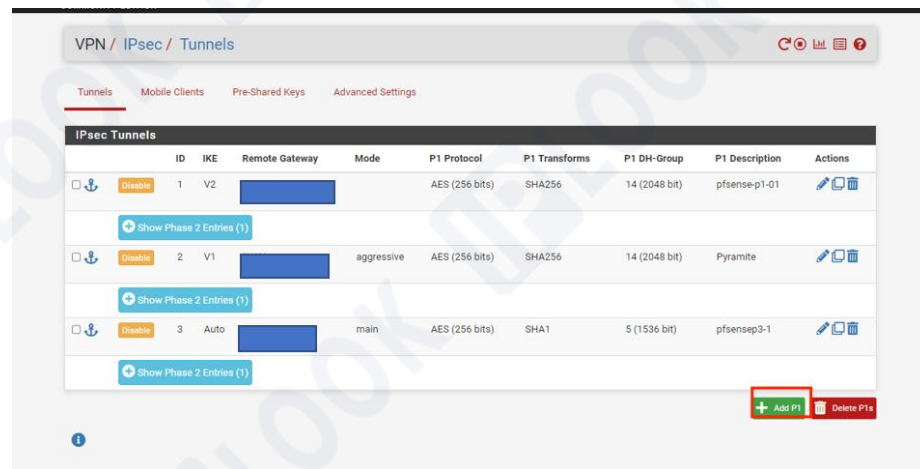 VPN / IPsec / Tunnels
Tunnels Mobile Clients Pre-Shared Keys Advanced Settings
IPsec Tunnels
ID IKE Remote Gateway Mode P1 Protocol P1 Transforms P1 DH-Group P1 Description Actions
Disable 1 V2 AES (256 bits) SHA256 14 (2048 bit) pfsense-p1-01
Show Phase 2 Entries (1)
Disable 2 V1 aggressive AES (256 bits) SHA256 14 (2048 bit) Pyramite
Show Phase 2 Entries (1)
Disable 3 Auto main AES (256 bits) SHA1 5 (1536 bit) pfsensep3-1
Show Phase 2 Entries (1)
Add P1 Delete P1s